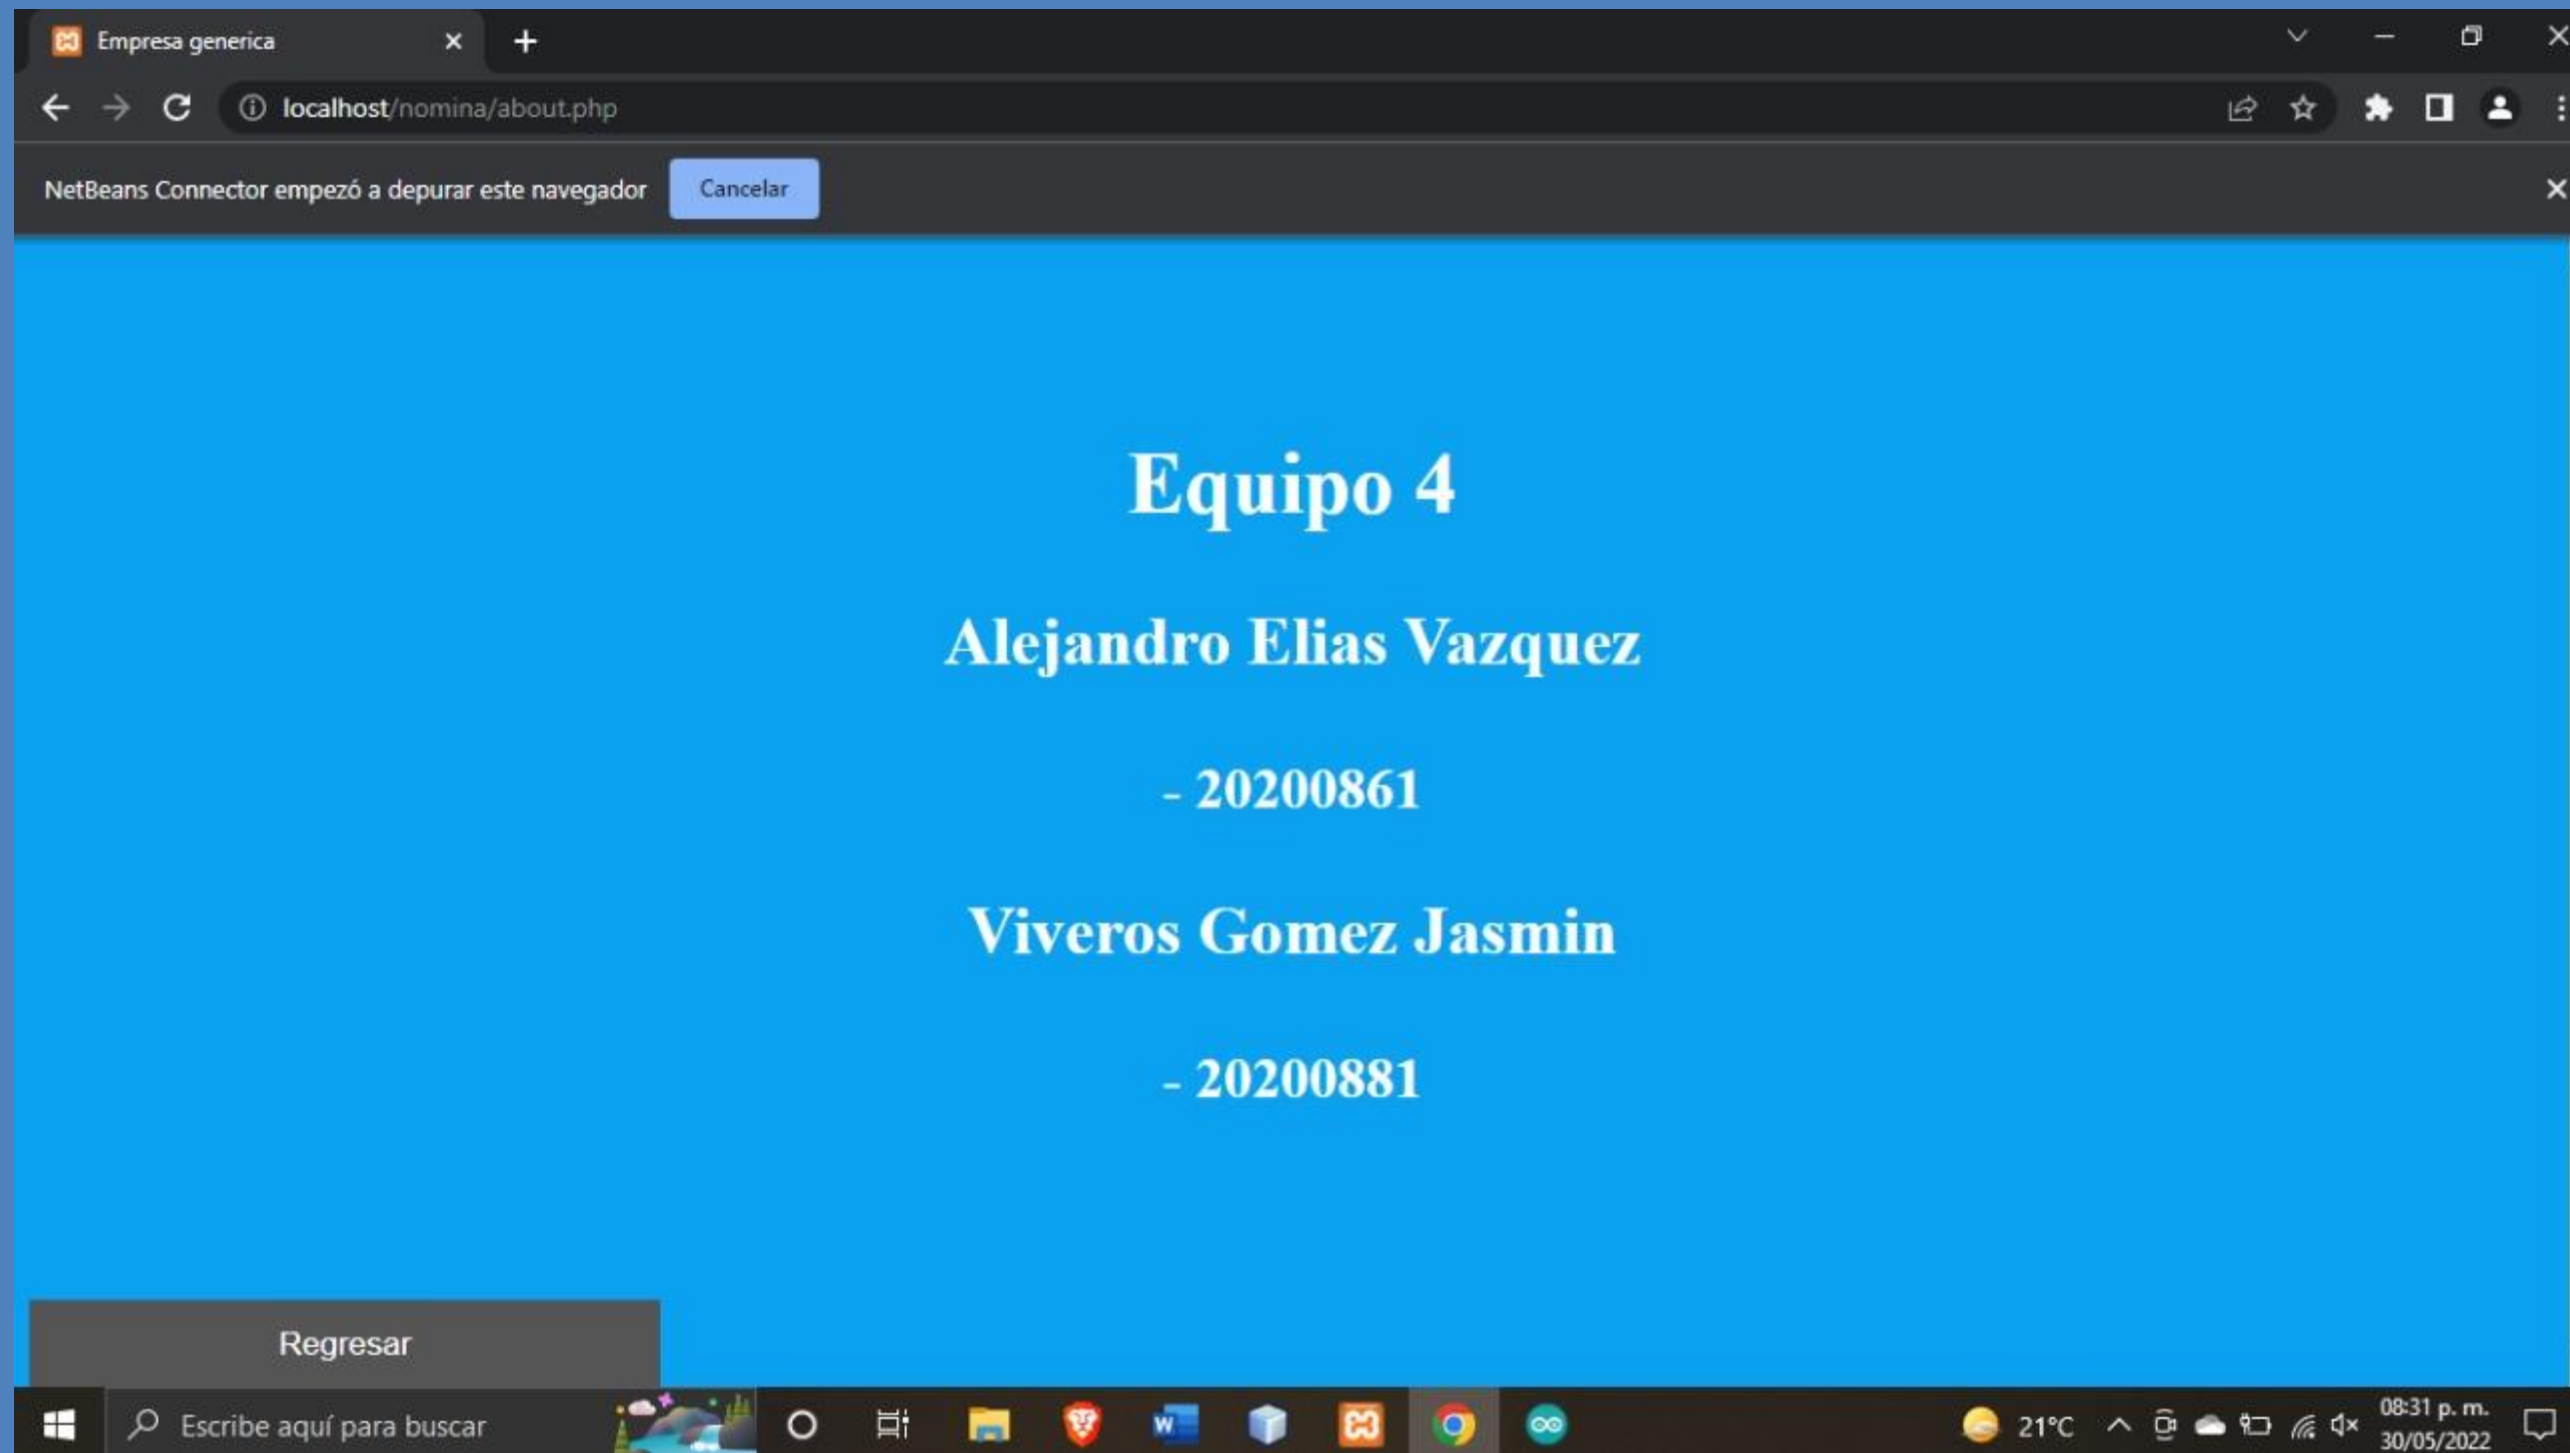 Empresa generica
localhost/nomina/about.php
NetBeans Connector empezó a depurar este navegador
Cancelar
Equipo 4
Alejandro Elias Vazquez
- 20200861
Viveros Gomez Jasmin
- 20200881
Regresar
Escribe aquí para buscar
21°C
08:31 p. m.
30/05/2022